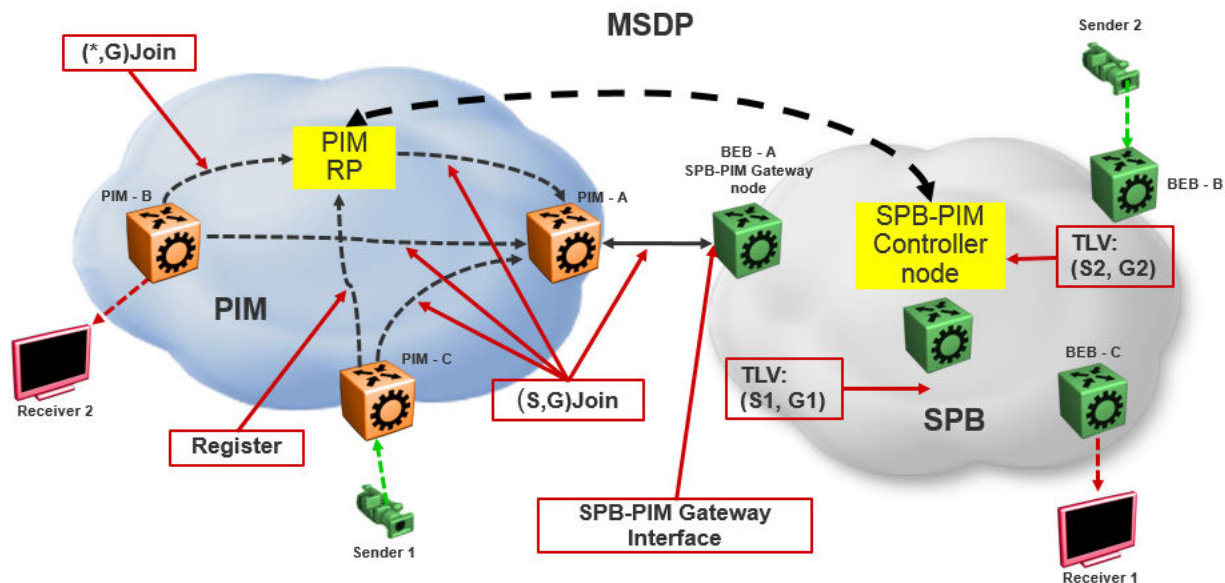 MSDP
Sender 2
(*,G)Join
PIM
RP
BEB - A
SPB-PIM Gateway
node
PIM - B
PIM - A
BEB - B
SPB-PIM
Controller
node
TLV:
(S2, G2)
PIM
PIM - C
BEB - C
TLV:
(S1, G1)
(S,G)Join
Receiver 2
SPB
Register
SPB-PIM Gateway
Interface
Sender 1
Receiver 1